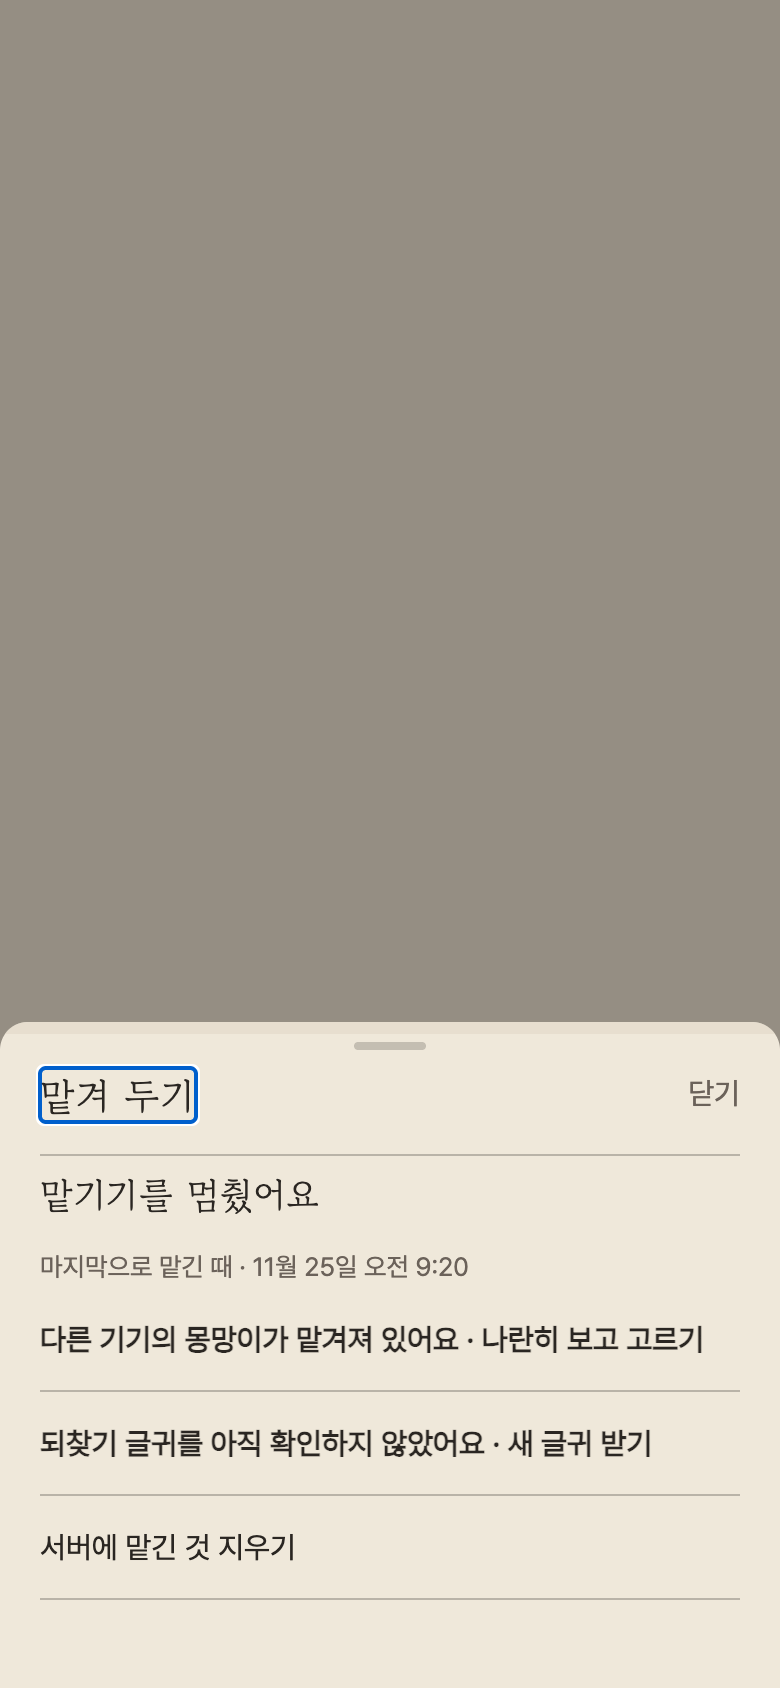 맡겨 두기
닫기
맡기기를 멈췄어요
마지막으로 맡긴 때 · 11월 25일 오전 9:20
다른 기기의 몽망이가 맡겨져 있어요 · 나란히 보고 고르기
되찾기 글귀를 아직 확인하지 않았어요 · 새 글귀 받기
서버에 맡긴 것 지우기